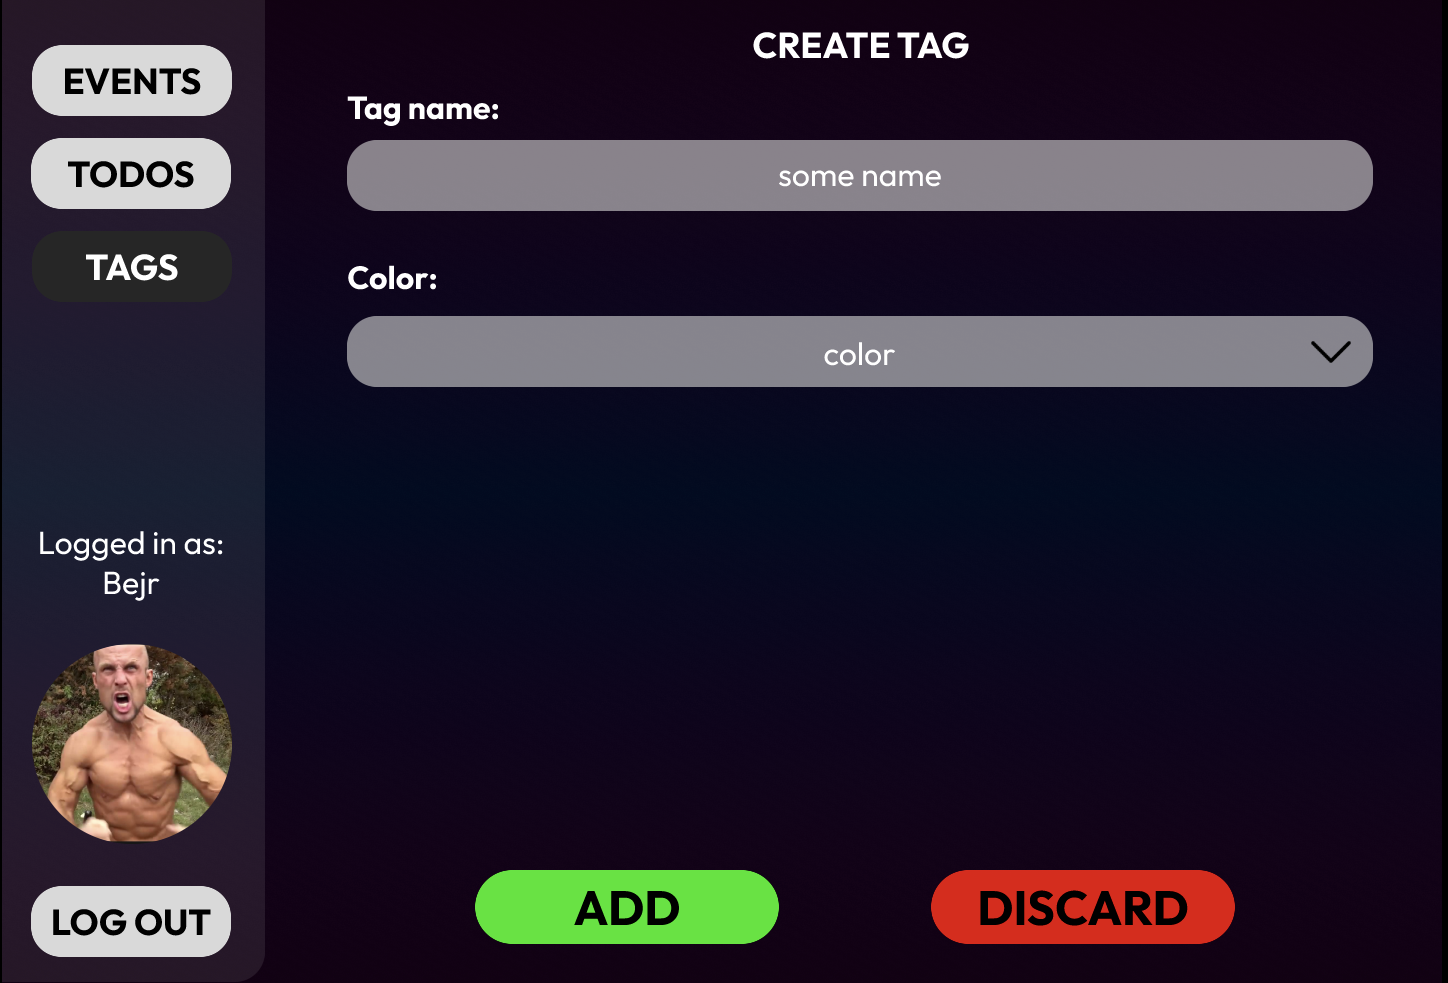 EVENTS
TODOS
TAGS
Logged in as:
Bejr
LOG OUT
CREATE TAG
Tag name:
some name
Color:
color
ADD
DISCARD